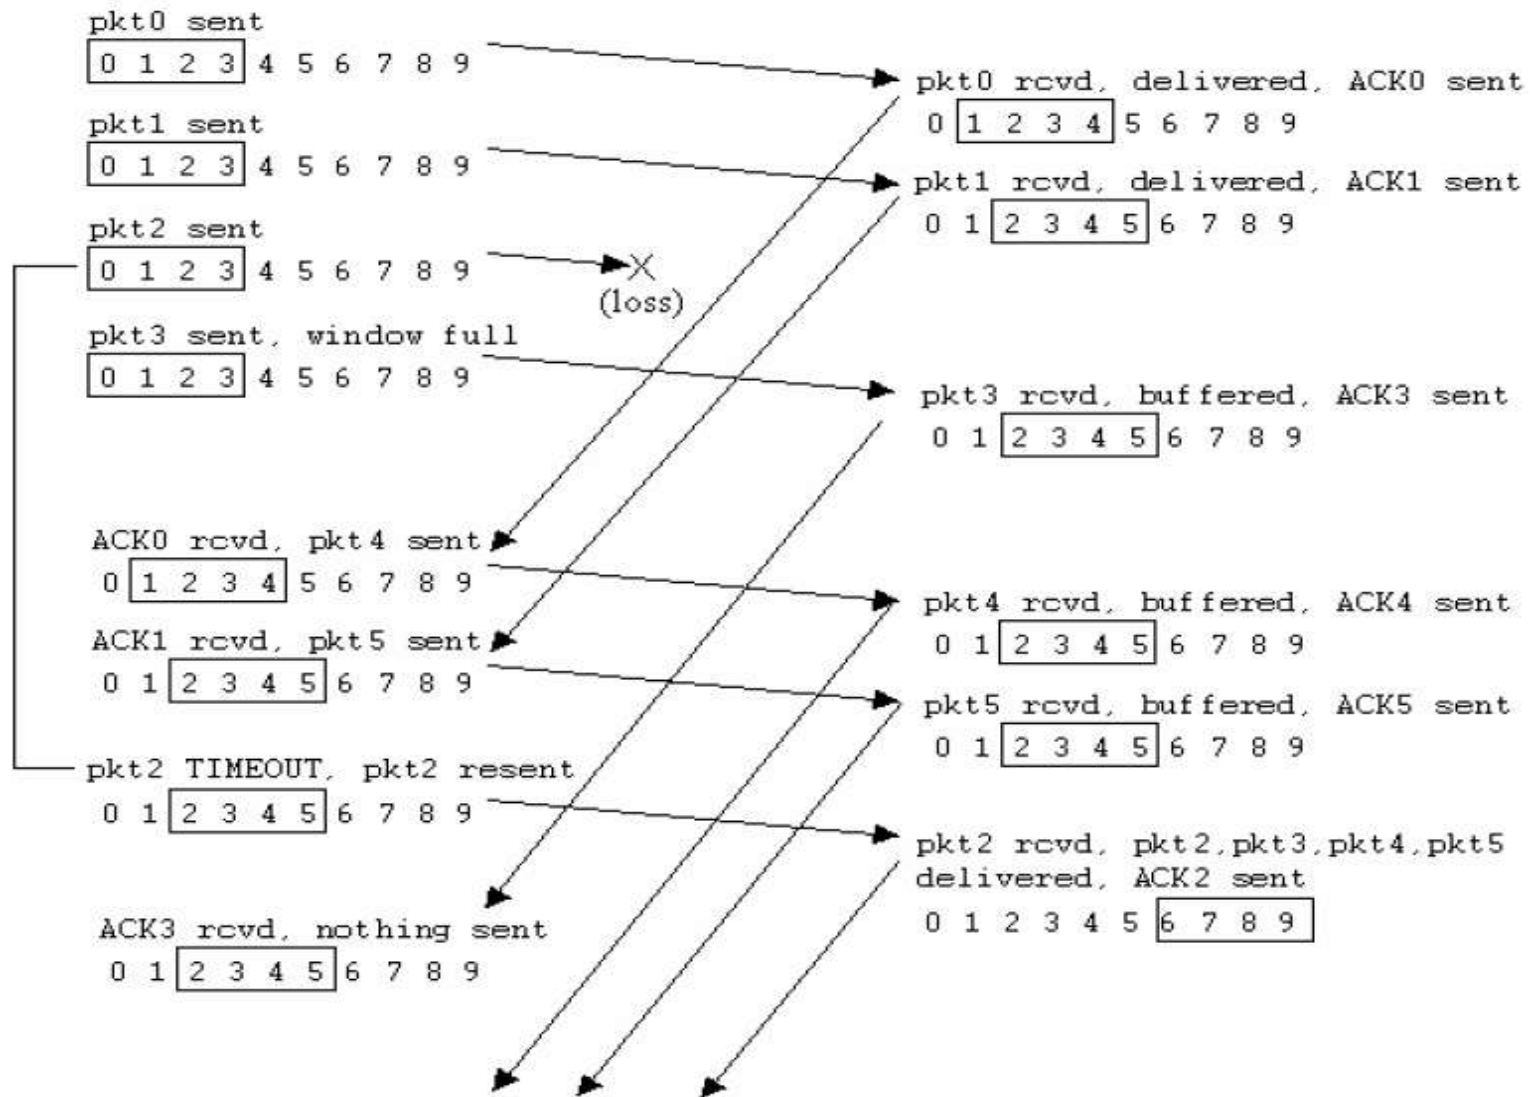 pkt0 sent
0 1 2 3 4 5 6 7 8 9
pkt1 sent
0 1 2 3 4 5 6 7 8 9
pkt2 sent
0 1 2 3 4 5 6 7 8 9
(loss)
pkt3 sent, window full
0 1 2 3 4 5 6 7 8 9
ACK0 rcvd, pkt4 sent
0 1 2 3 4 5 6 7 8 9
ACK1 rcvd, pkt5 sent
0 1 2 3 4 5 6 7 8 9
pkt2 TIMEOUT, pkt2 resent
0 1 2 3 4 5 6 7 8 9
ACK3 rcvd, nothing sent
0 1 2 3 4 5 6 7 8 9
pkt0 rcvd, delivered, ACK0 sent
0 1 2 3 4 5 6 7 8 9
pkt1 rcvd, delivered, ACK1 sent
0 1 2 3 4 5 6 7 8 9
pkt3 rcvd, buffered, ACK3 sent
0 1 2 3 4 5 6 7 8 9
pkt4 rcvd, buffered, ACK4 sent
0 1 2 3 4 5 6 7 8 9
pkt5 rcvd, buffered, ACK5 sent
0 1 2 3 4 5 6 7 8 9
pkt2 rcvd, pkt2,pkt3,pkt4,pkt5
delivered, ACK2 sent
0 1 2 3 4 5 6 7 8 9